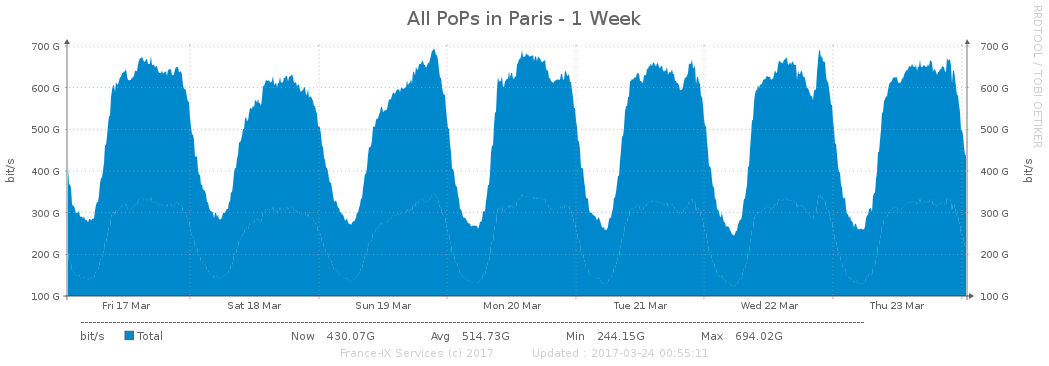 All PoPs in Paris - 1 Week
RRDTOOL / TOBI OETIKER
700 G 700 G
600 G 600 G
500 G 500 G
400 G 400 G
300 G 300 G
200 G 200 G
100 G 100 G
bit/s
bit/s
Fri 17 Mar Sat 18 Mar Sun 19 Mar Mon 20 Mar Tue 21 Mar Wed 22 Mar Thu 23 Mar
bit/s Total Now 430.07G Avg 514.73G Min 244.15G Max 694.02G
France-IX Services (c) 2017 Updated : 2017-03-24 00:55:11